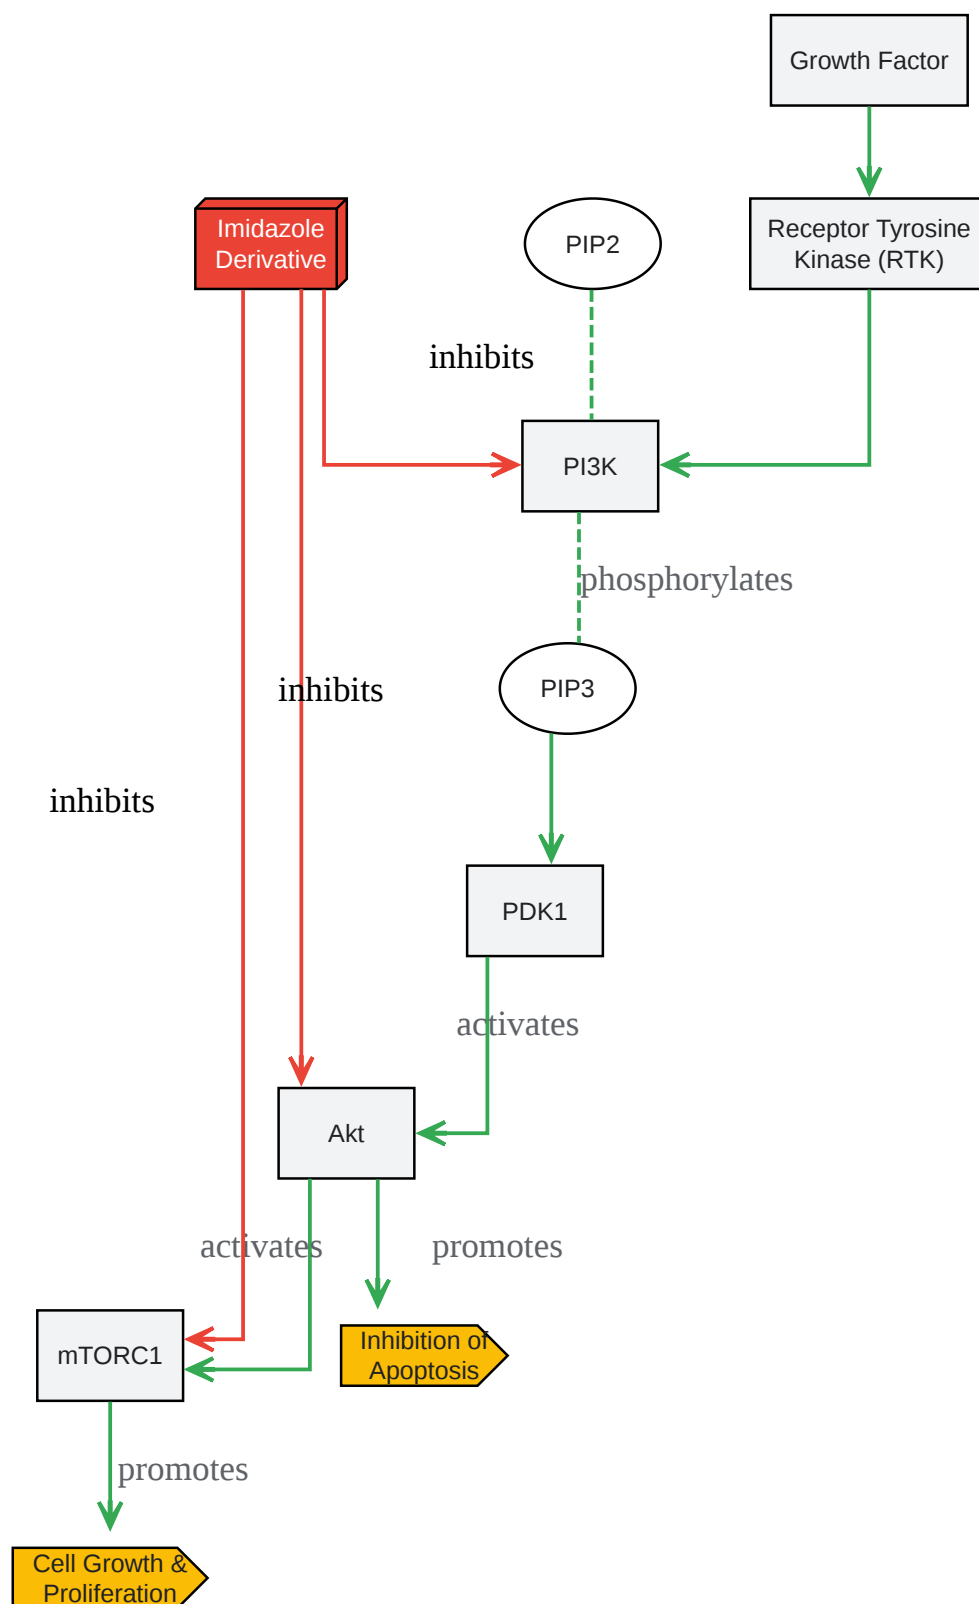 Growth Factor
Imidazole
Derivative
PIP2
Receptor Tyrosine
Kinase (RTK)
inhibits
PI3K
phosphorylates
inhibits
PIP3
inhibits
PDK1
activates
Akt
activates
promotes
mTORC1
Inhibition of
Apoptosis
promotes
Cell Growth &
Proliferation